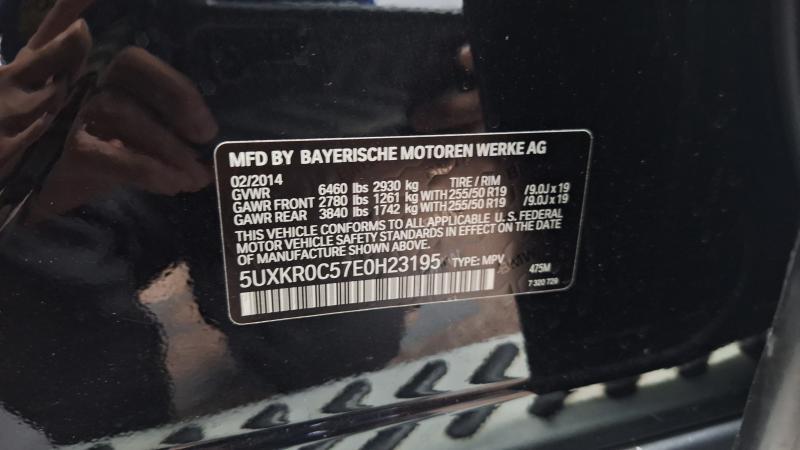 MFD BY BAYERISCHE MOTOREN WERKE AG
02/2014
GVWR 6460 lbs 2930 kg TIRE / RIM
GAWR FRONT 2780 lbs 1261 kg WITH 255/50 R19 /9.0J x 19
GAWR REAR 3840 lbs 1742 kg WITH 255/50 R19 /9.0J x 19
THIS VEHICLE CONFORMS TO ALL APPLICABLE U.S. FEDERAL
MOTOR VEHICLE SAFETY STANDARDS IN EFFECT ON THE DATE
OF MANUFACTURE SHOWN ABOVE.
5UXKR0C57E0H23195 TYPE: MPV 475M
7 320 729